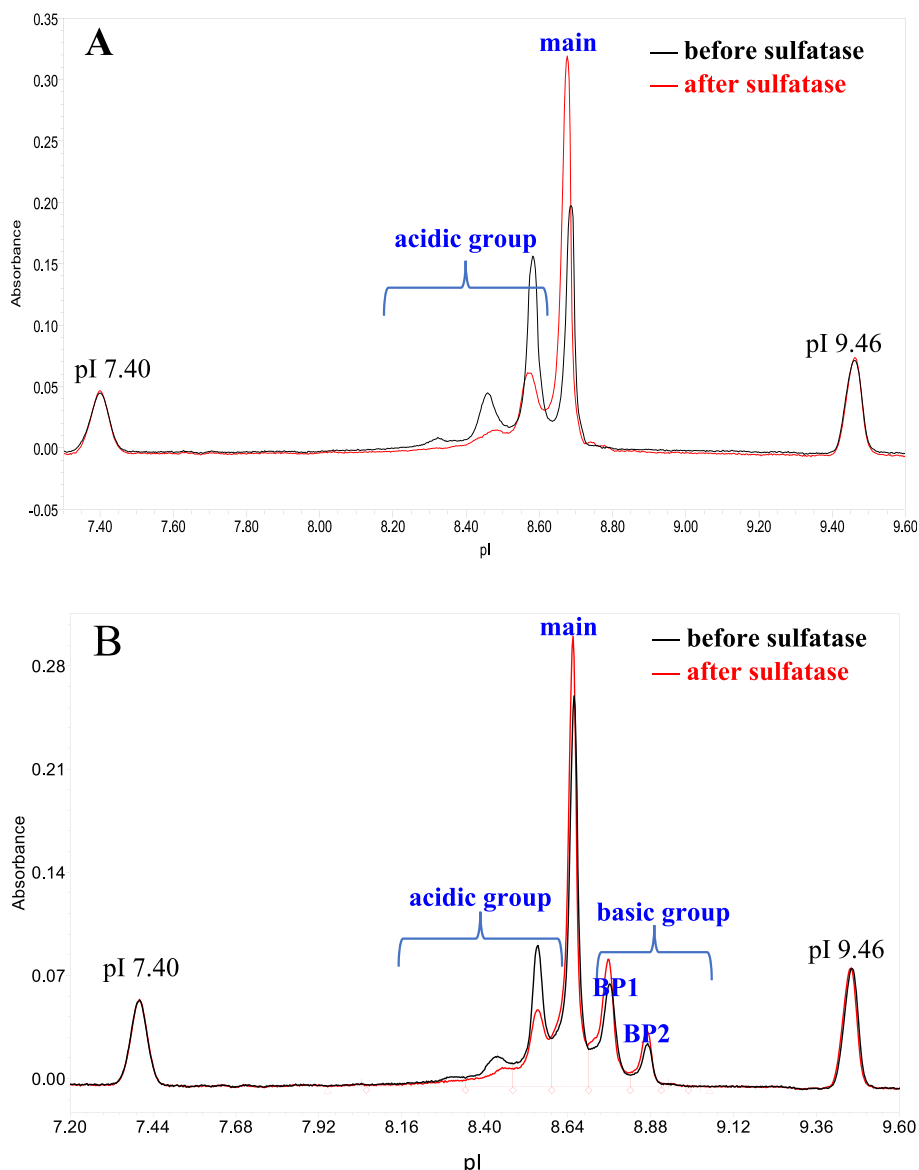 A
main
before sulfatase
after sulfatase
acidic group
pI 7.40
pI 9.46
Absorbance
0.35
0.30
0.25
0.20
0.15
0.10
0.05
0.00
-0.05
7.40 7.60 7.80 8.00 8.20 8.40 8.60 8.80 9.00 9.20 9.40 9.60
pI
B
main
before sulfatase
after sulfatase
acidic group
basic group
pI 7.40
pI 9.46
BP1
BP2
Absorbance
0.28
0.21
0.14
0.07
0.00
7.20 7.44 7.68 7.92 8.16 8.40 8.64 8.88 9.12 9.36 9.60
pI